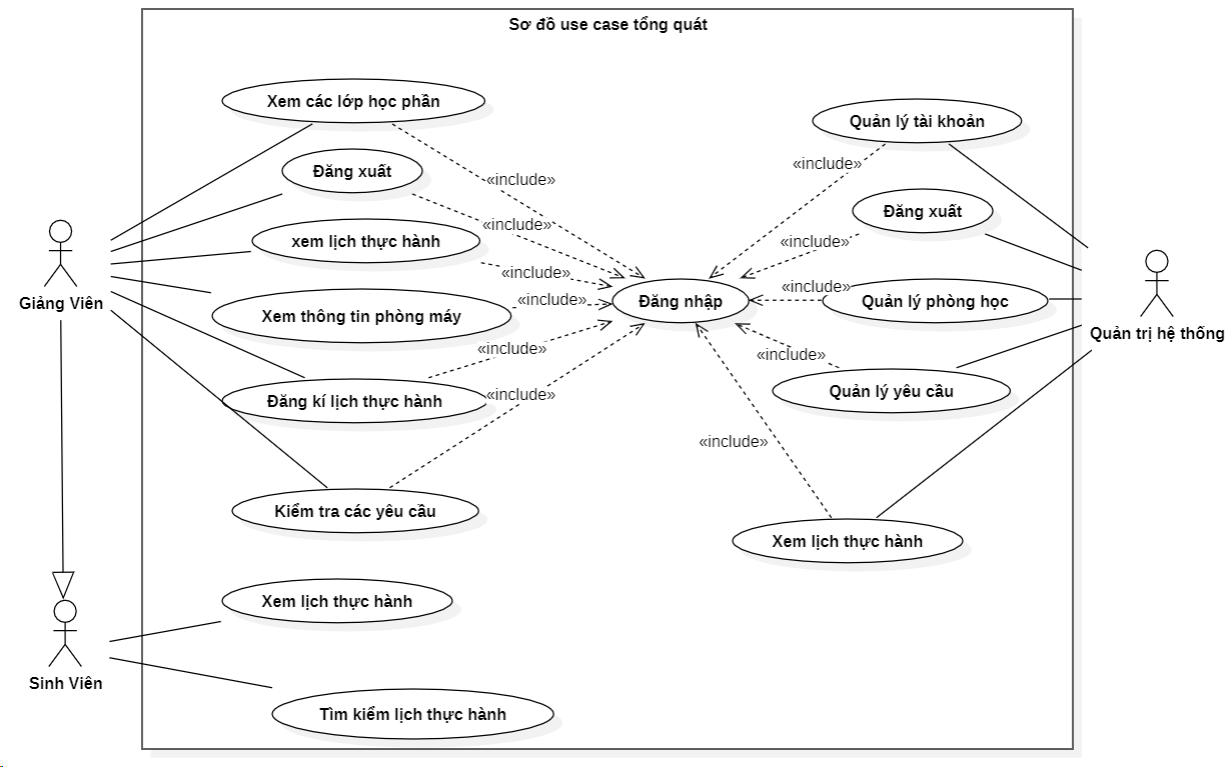 Sơ đồ use case tổng quát
Xem các lớp học phần
Quản lý tài khoản
«include»
Đăng xuất
«include»
Đăng xuất
«include»
xem lịch thực hành
«include»
«include»
Giảng Viên
Xem thông tin phòng máy
«include»
Đăng nhập
«include»
Quản lý phòng học
Quản trị hệ thống
«include»
«include»
Đăng kí lịch thực hành
«include»
Quản lý yêu cầu
«include»
Kiểm tra các yêu cầu
Xem lịch thực hành
Xem lịch thực hành
Sinh Viên
Tìm kiểm lịch thực hành